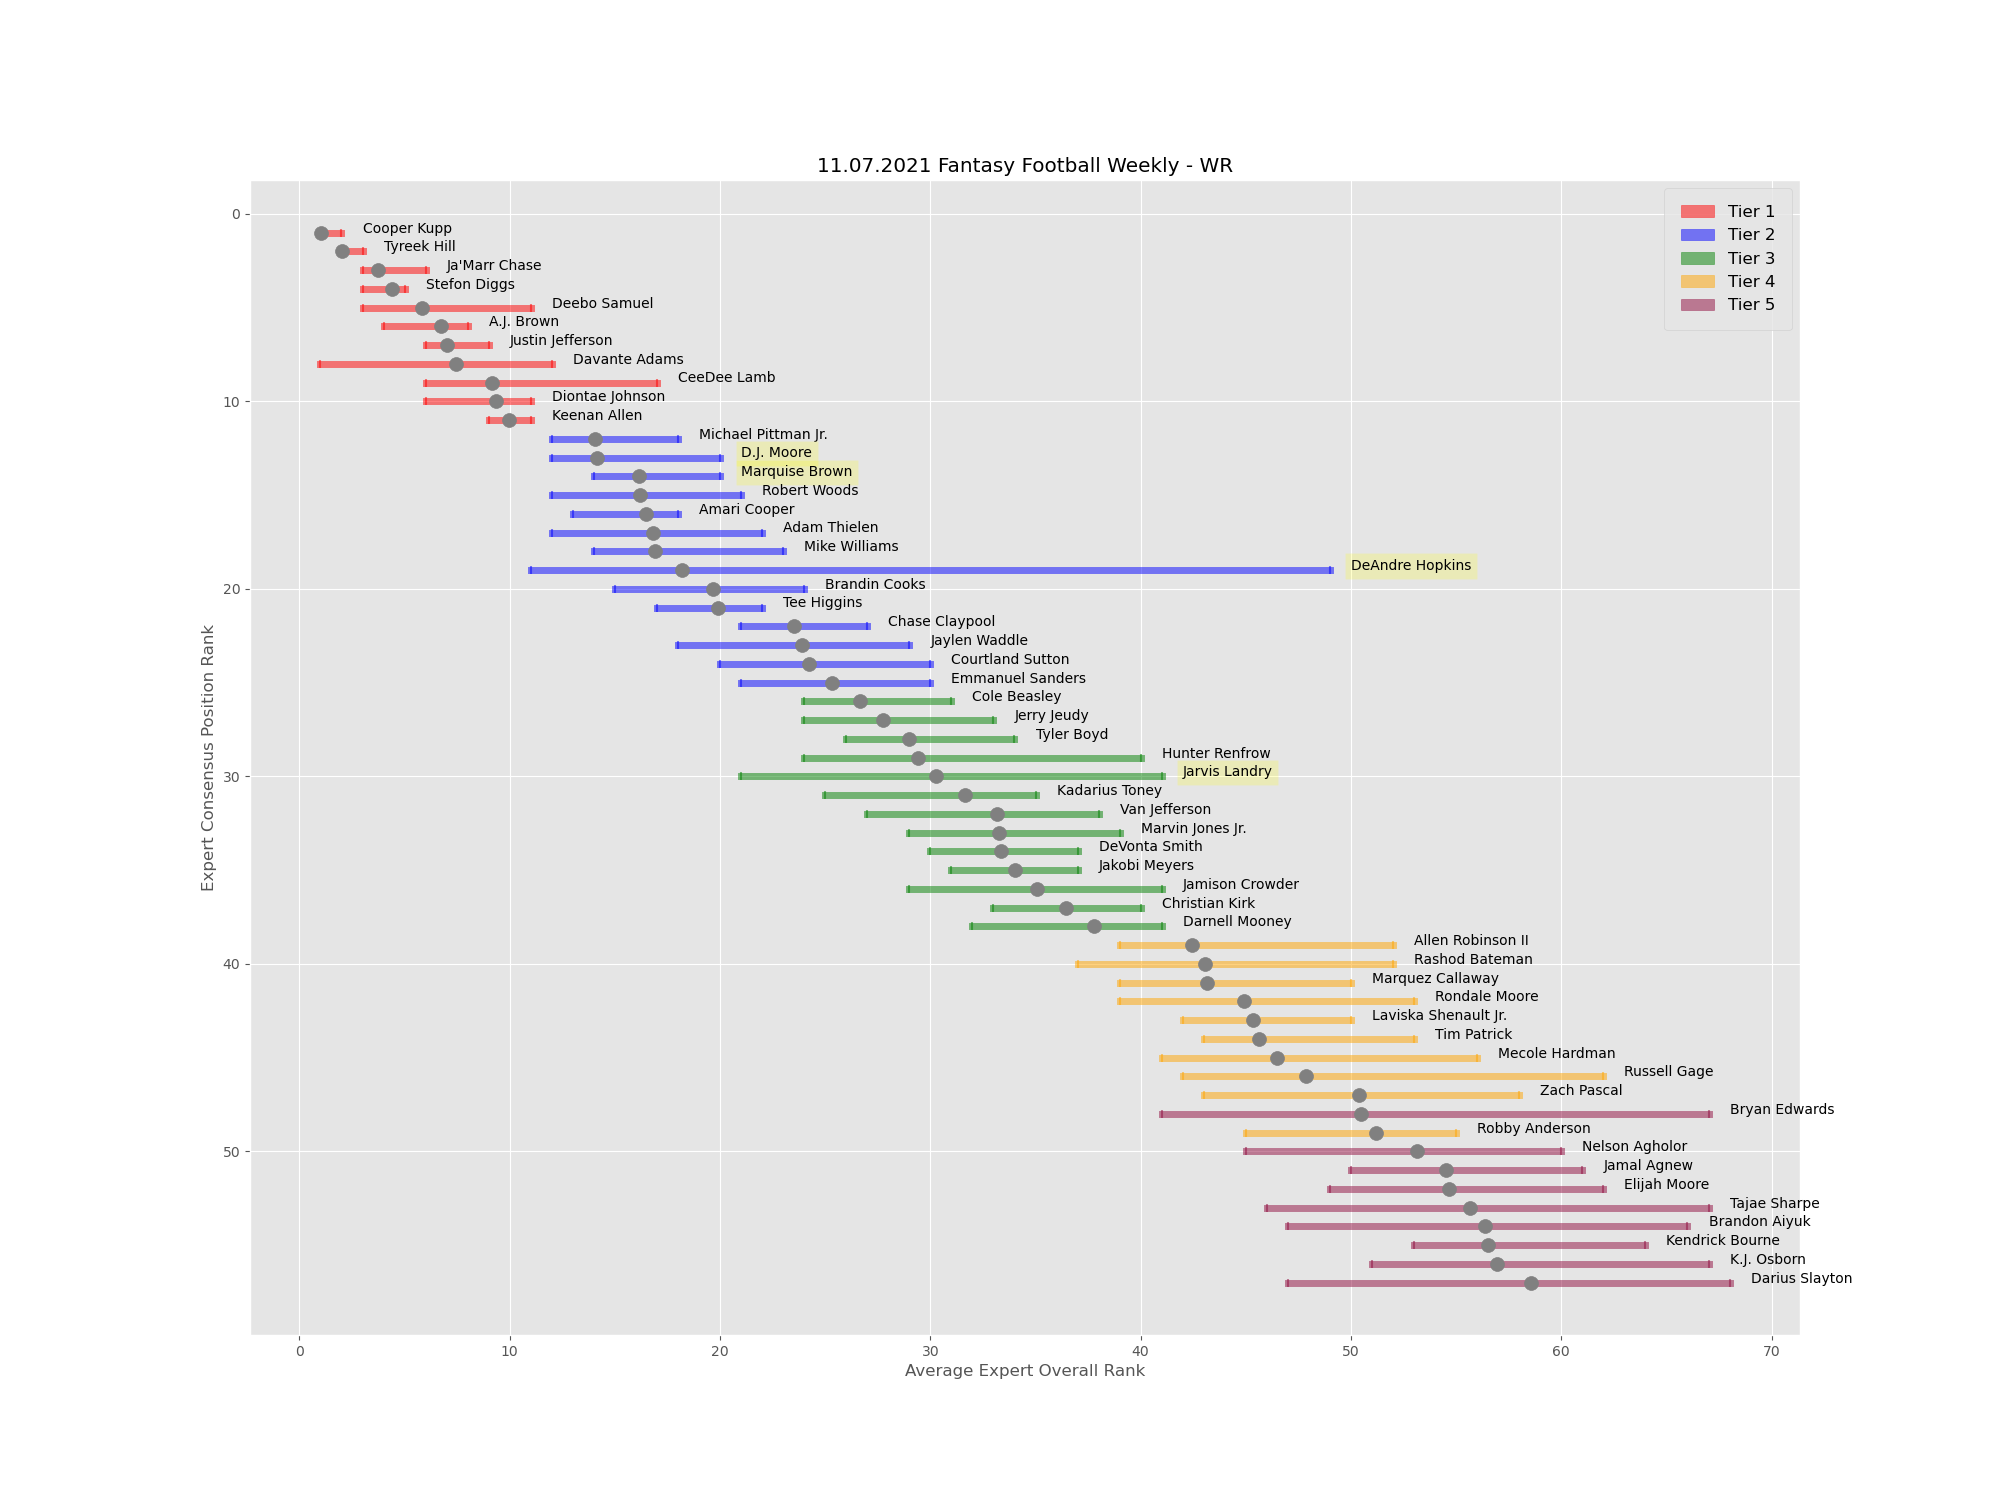 11.07.2021 Fantasy Football Weekly - WR
Tier 1
Tier 2
Tier 3
Tier 4
Tier 5
Expert Consensus Position Rank
0
10
20
30
40
50
Cooper Kupp
Tyreek Hill
Ja'Marr Chase
Stefon Diggs
Deebo Samuel
A.J. Brown
Justin Jefferson
Davante Adams
CeeDee Lamb
Diontae Johnson
Keenan Allen
Michael Pittman Jr.
D.J. Moore
Marquise Brown
Robert Woods
Amari Cooper
Adam Thielen
Mike Williams
DeAndre Hopkins
Brandin Cooks
Tee Higgins
Chase Claypool
Jaylen Waddle
Courtland Sutton
Emmanuel Sanders
Cole Beasley
Jerry Jeudy
Tyler Boyd
Hunter Renfrow
Jarvis Landry
Kadarius Toney
Van Jefferson
Marvin Jones Jr.
DeVonta Smith
Jakobi Meyers
Jamison Crowder
Christian Kirk
Darnell Mooney
Allen Robinson II
Rashod Bateman
Marquez Callaway
Rondale Moore
Laviska Shenault Jr.
Tim Patrick
Mecole Hardman
Russell Gage
Zach Pascal
Bryan Edwards
Robby Anderson
Nelson Agholor
Jamal Agnew
Elijah Moore
Tajae Sharpe
Brandon Aiyuk
Kendrick Bourne
K.J. Osborn
Darius Slayton
0 10 20 30 40 50 60 70
Average Expert Overall Rank